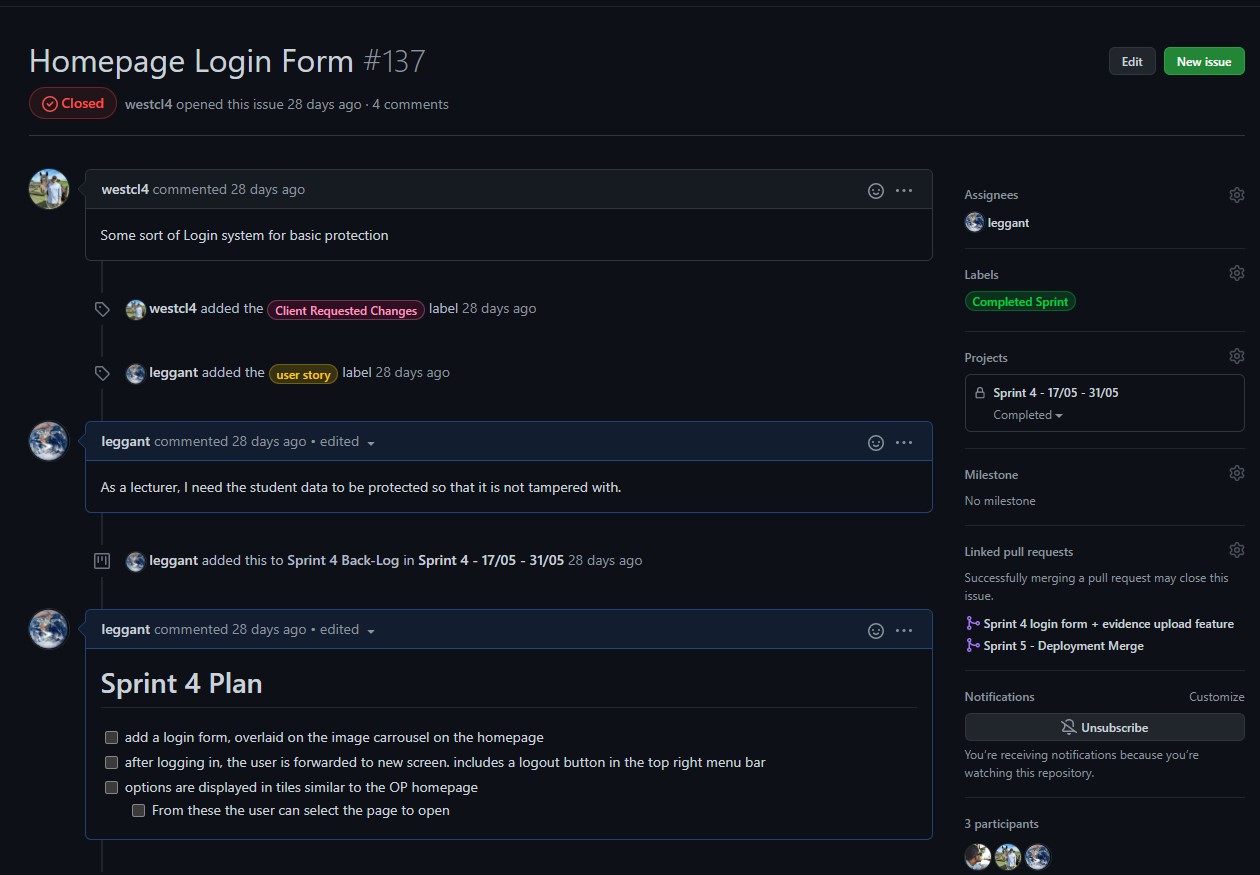 Homepage Login Form #137
Edit
New issue
Closed
westcl4 opened this issue 28 days ago · 4 comments
westcl4 commented 28 days ago
Some sort of Login system for basic protection
westcl4 added the Client Requested Changes label 28 days ago
leggant added the user story label 28 days ago
leggant commented 28 days ago • edited
As a lecturer, I need the student data to be protected so that it is not tampered with.
leggant added this to Sprint 4 Back-Log in Sprint 4 - 17/05 - 31/05 28 days ago
leggant commented 28 days ago • edited
Sprint 4 Plan
add a login form, overlaid on the image carrousel on the homepage
after logging in, the user is forwarded to new screen. includes a logout button in the top right menu bar
options are displayed in tiles similar to the OP homepage
From these the user can select the page to open
Assignees
leggant
Labels
Completed Sprint
Projects
Sprint 4 - 17/05 - 31/05
Completed
Milestone
No milestone
Linked pull requests
Successfully merging a pull request may close this
issue.
Sprint 4 login form + evidence upload feature
Sprint 5 - Deployment Merge
Notifications
Customize
Unsubscribe
You're receiving notifications because you're
watching this repository.
3 participants